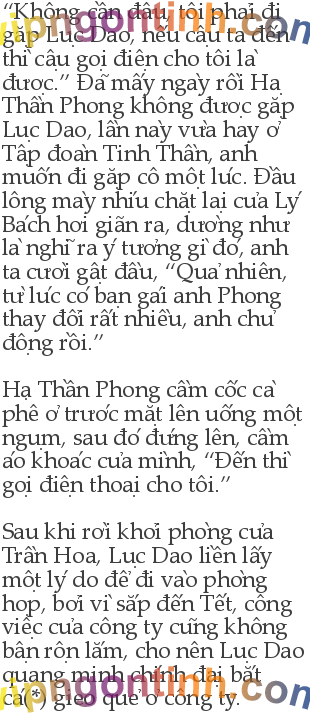 “Không cần đâu, tôi phải đi
gặp Lục Dao, nếu cậu ta đến
thì cậu gọi điện cho tôi là
được.” Đã mấy ngày rồi Hạ
Thần Phong không được gặp
Lục Dao, lần này vừa hay ở
Tập đoàn Tinh Thần, anh
muốn đi gặp cô một lúc. Đầu
lông mày nhíu chặt lại của Lý
Bách hơi giãn ra, dường như
là nghĩ ra ý tưởng gì đó, anh
ta cười gật đầu, “Quả nhiên,
từ lúc có bạn gái anh Phong
thay đổi rất nhiều, anh chủ
động rồi.”
Hạ Thần Phong cầm cốc cà
phê ở trước mặt lên uống một
ngụm, sau đó đứng lên, cầm
áo khoác của mình, “Đến thì
gọi điện thoại cho tôi.”
Sau khi rời khỏi phòng của
Trần Hoa, Lục Dao liền lấy
một lý do để đi vào phòng
họp, bởi vì sắp đến Tết, công
việc của công ty cũng không
bận rộn lắm, cho nên Lục Dao
quang minh chính đại bắt
gieo quẻ ở công ty.
vipngontinh.com